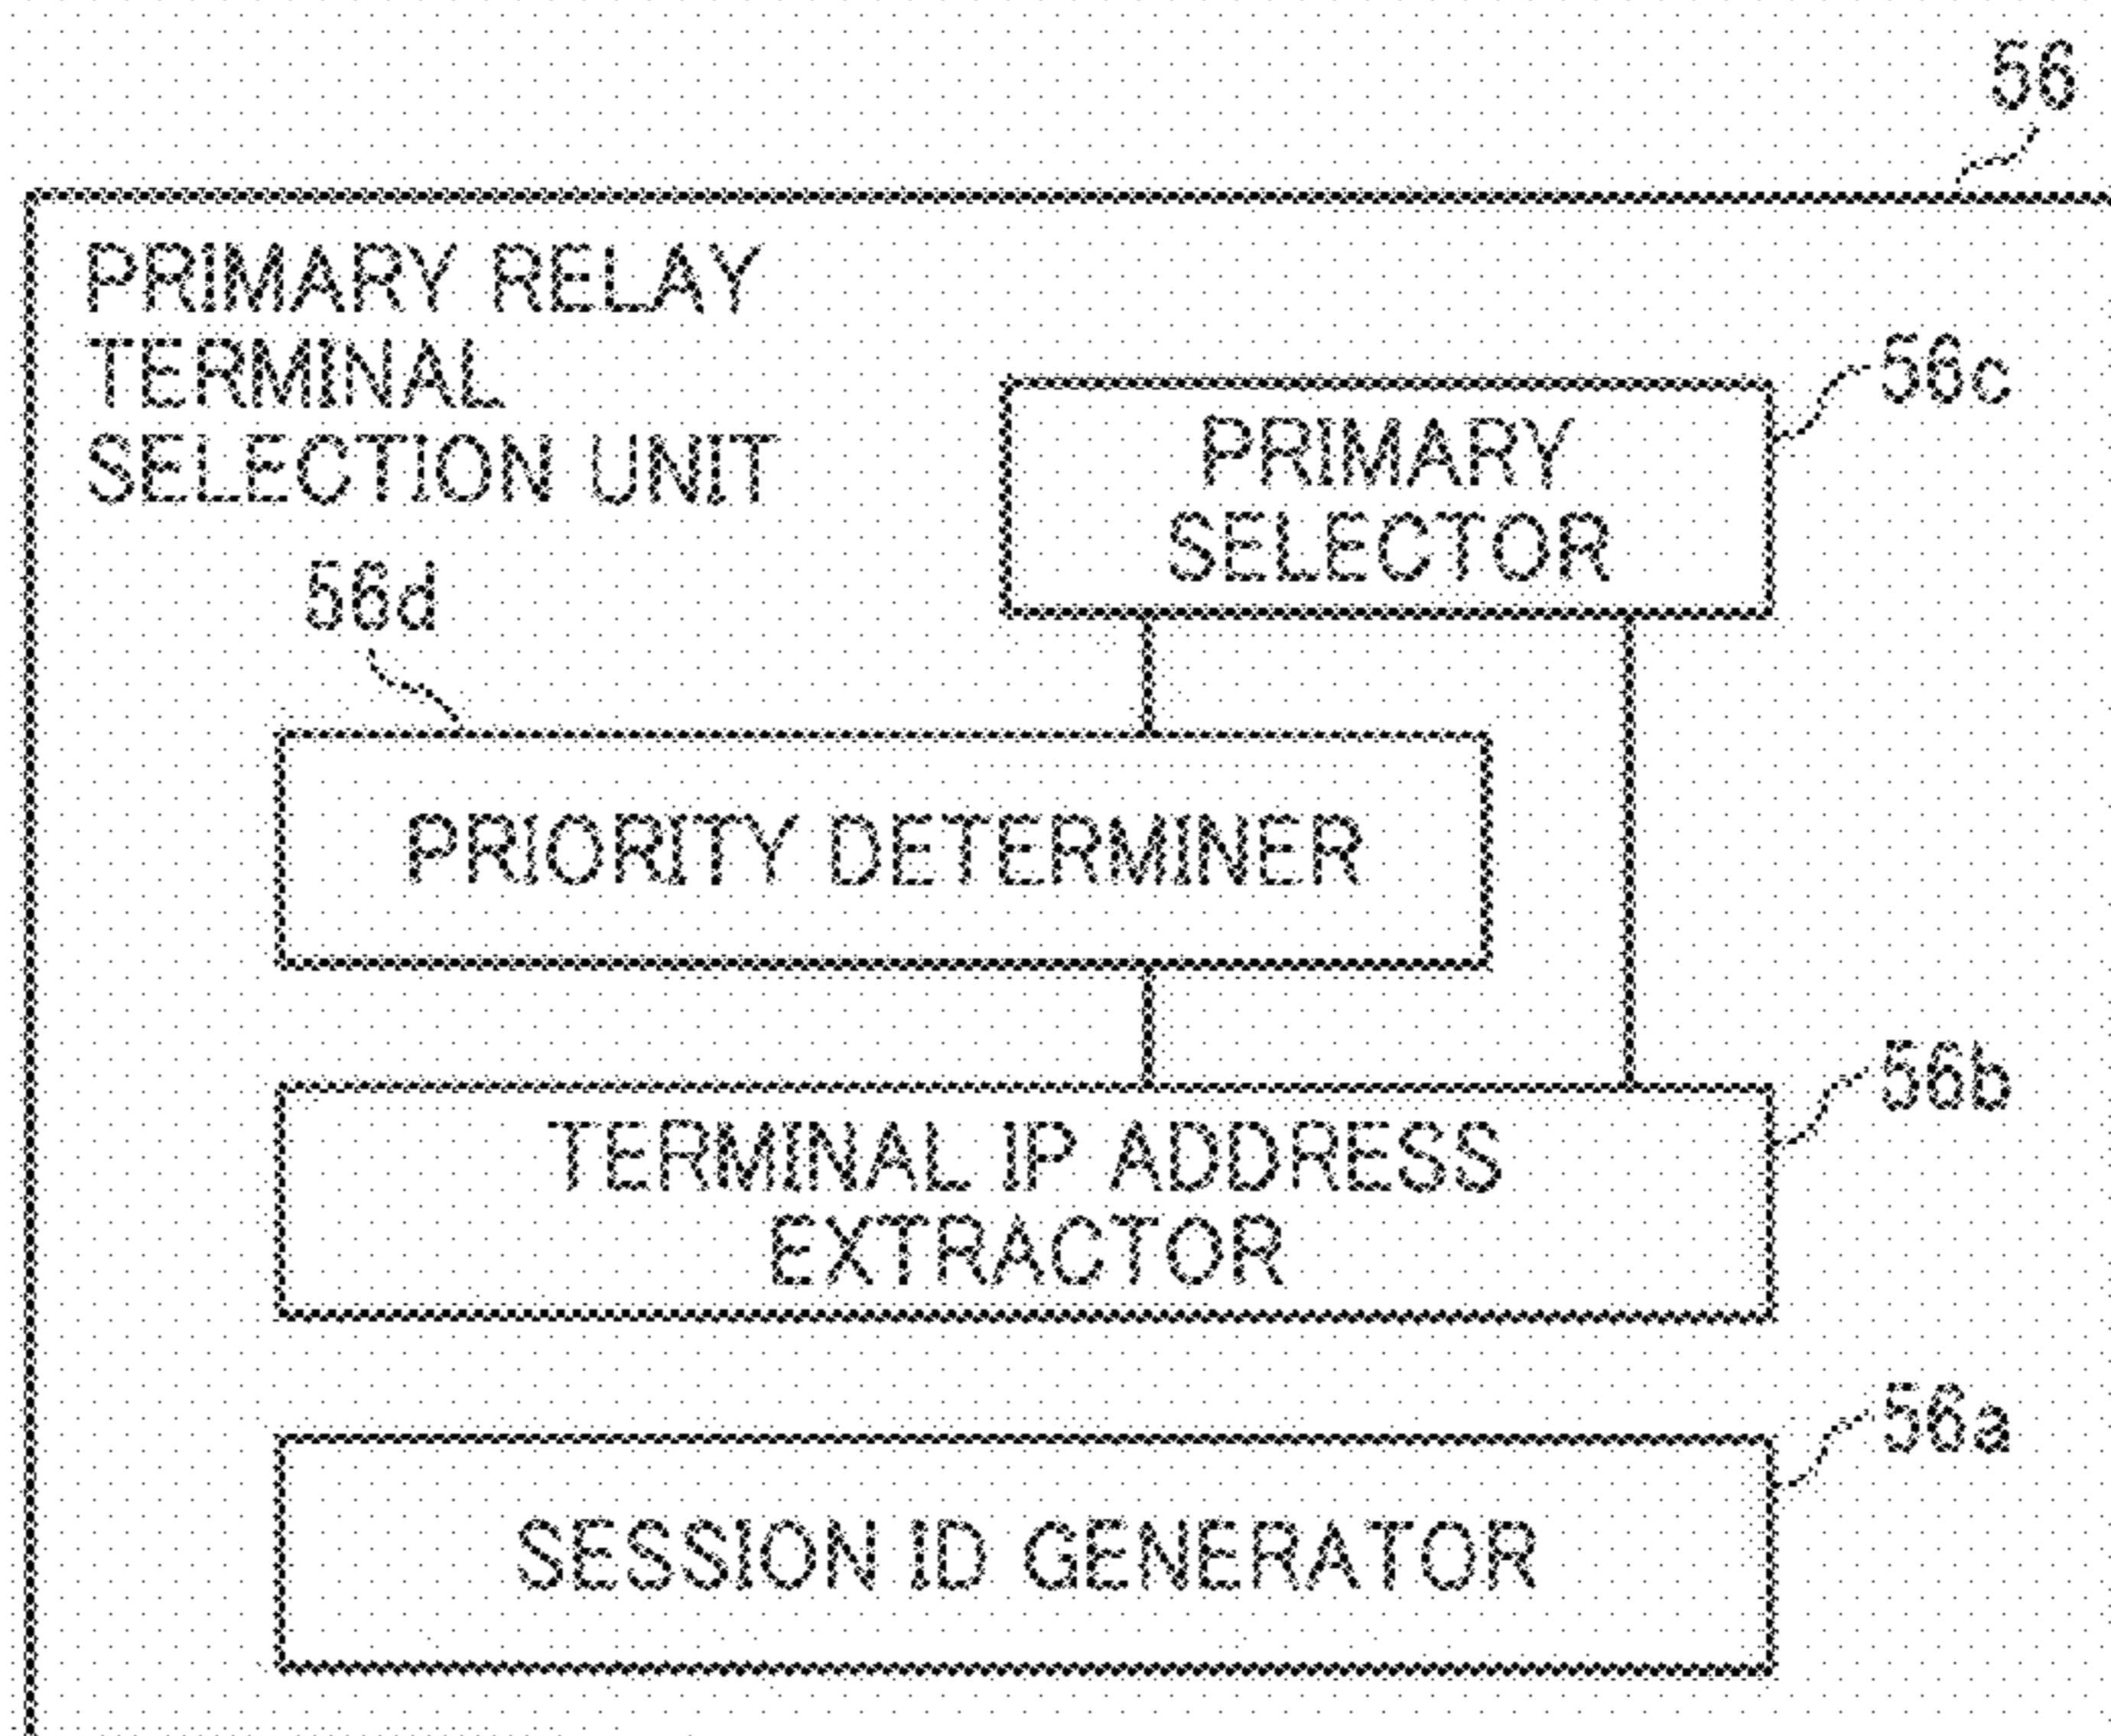 56
PRIMARY RELAY
TERMINAL
SELECTION UNIT
56c
PRIMARY
SELECTOR
56d
PRIORITY DETERMINER
56b
TERMINAL IP ADDRESS
EXTRACTOR
56a
SESSION ID GENERATOR